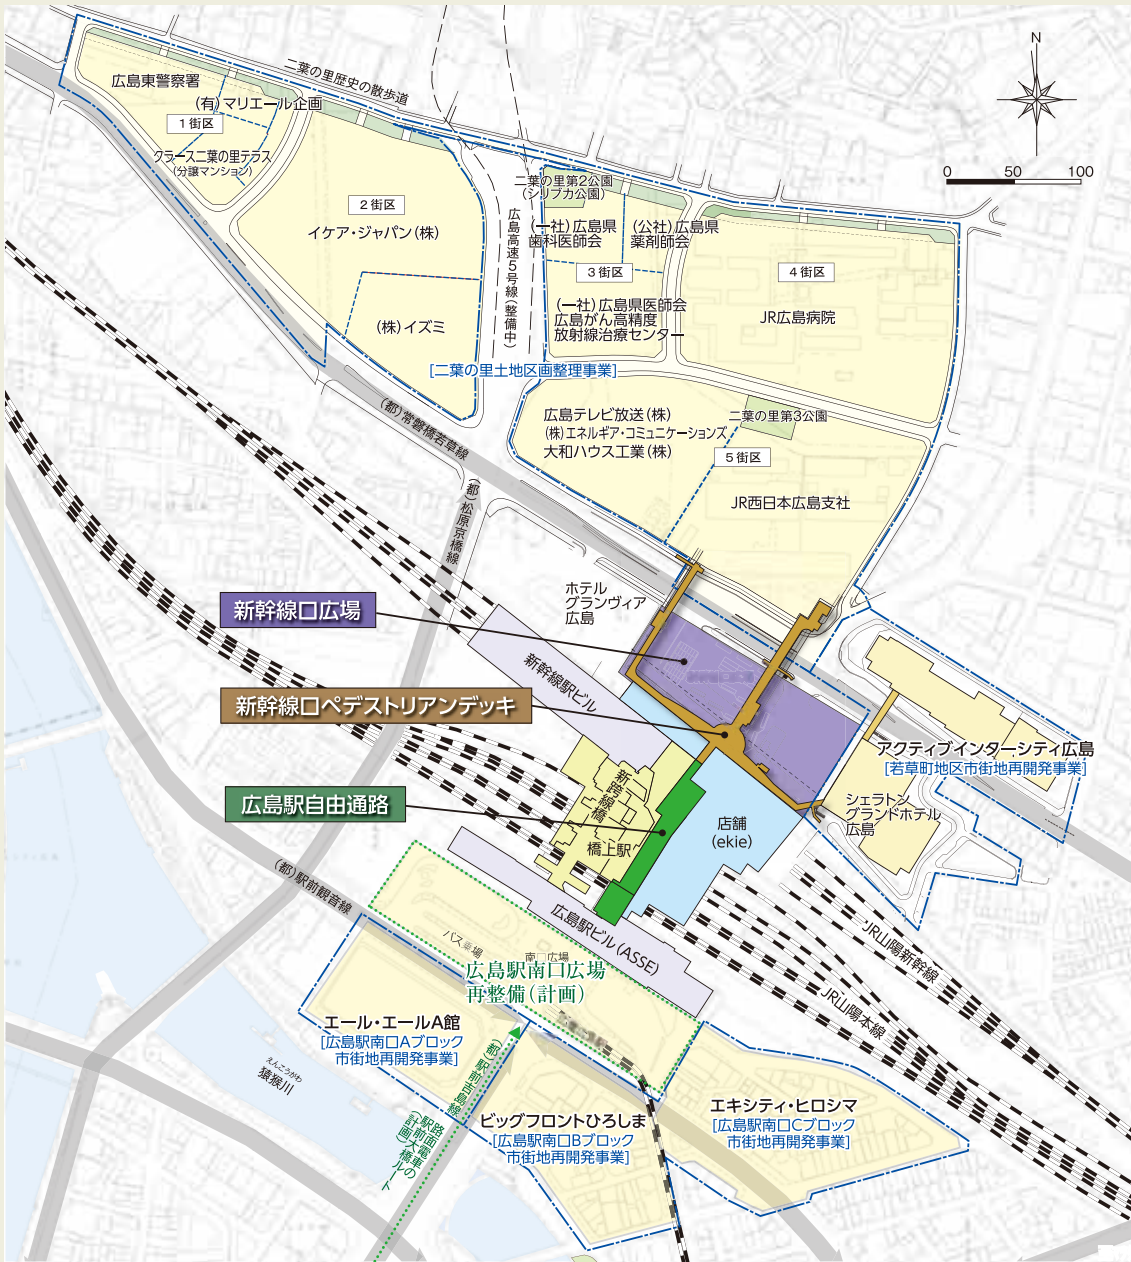 N
0 50 100
二葉の里歴史の散歩道
広島東警察署
(有)マリエール企画
1街区
クラース二葉の里テラス
(分譲マンション)
2街区
イケア・ジャパン(株)
(株)イズミ
広島高速5号線(整備中)
二葉の里第2公園
(シリブカ公園)
(一社)広島県
歯科医師会
(公社)広島県
薬剤師会
3街区
(一社)広島県医師会
広島がん高精度
放射線治療センター
4街区
JR広島病院
[二葉の里土地区画整理事業]
(都)常磐橋若草線
広島テレビ放送(株)
(株)エネルギア・コミュニケーションズ
大和ハウス工業(株)
二葉の里第3公園
5街区
JR西日本広島支社
(都)松原京橋線
ホテル
グランヴィア
広島
新幹線口広場
新幹線駅ビル
新幹線口ペデストリアンデッキ
アクティブインターシティ広島
[若草町地区市街地再開発事業]
広島駅自由通路
新跨線橋
橋上駅
店舗
(ekie)
シェラトン
グランドホテル
広島
(都)駅前観音線
広島駅ビル(ASSE)
JR山陽新幹線
JR山陽本線
バス乗場
南口広場
広島駅南口広場
再整備(計画)
エール・エールA館
[広島駅南口Aブロック
市街地再開発事業]
猿猴川
えんこうがわ
(都)駅前吉島線
路面電車の
駅前大橋ルート
(計画)
ビッグフロントひろしま
[広島駅南口Bブロック
市街地再開発事業]
エキシティ・ヒロシマ
[広島駅南口Cブロック
市街地再開発事業]